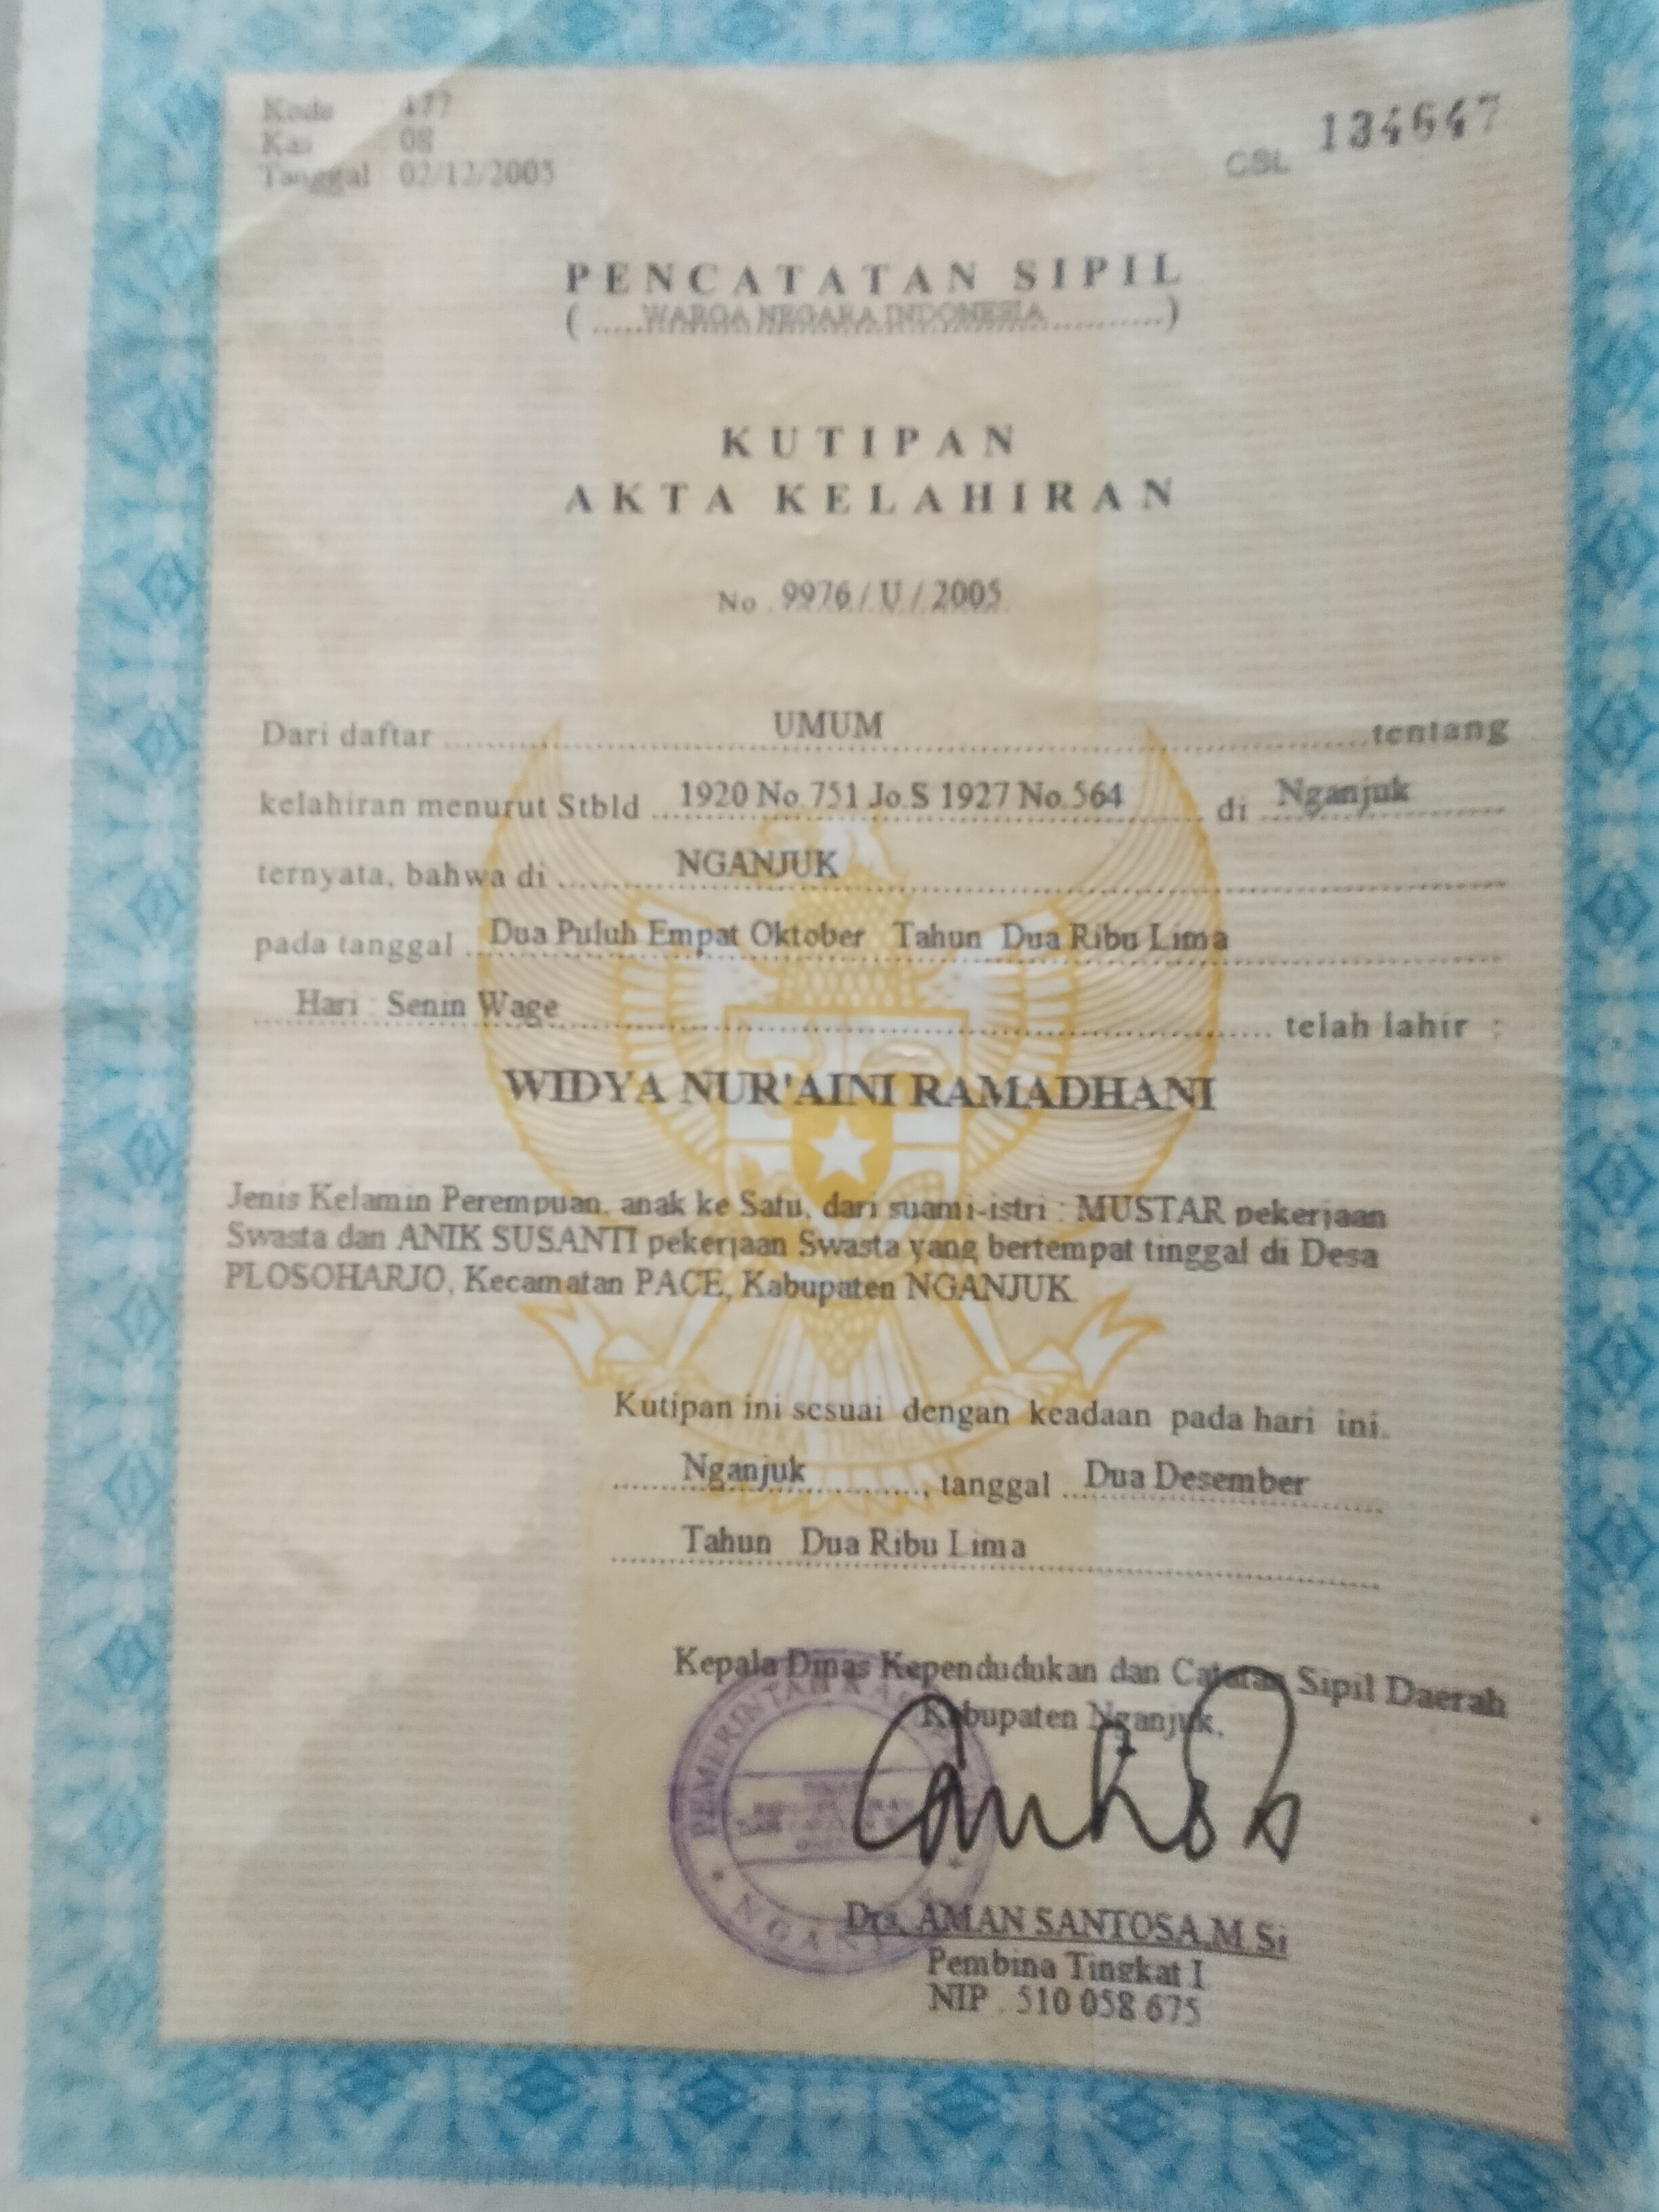 Kode 477
Kas 08
Tanggal 02/12/2005
CSL 134647
PENCATATAN SIPIL
( ......WARGA NEGARA INDONESIA..............)
KUTIPAN
AKTA KELAHIRAN
No. 9976 / U / 2005
Dari daftar UMUM tentang
kelahiran menurut Stbld 1920 No.751 Jo.S 1927 No.564 di Nganjuk
ternyata, bahwa di NGANJUK
pada tanggal Dua Puluh Empat Oktober Tahun Dua Ribu Lima
Hari : Senin Wage telah lahir :
WIDYA NUR'AINI RAMADHANI
Jenis Kelamin Perempuan, anak ke Satu, dari suami-istri : MUSTAR pekerjaan
Swasta dan ANIK SUSANTI pekerjaan Swasta yang bertempat tinggal di Desa
PLOSOHARJO, Kecamatan PACE, Kabupaten NGANJUK.
Kutipan ini sesuai dengan keadaan pada hari ini.
Nganjuk, tanggal Dua Desember
Tahun Dua Ribu Lima
Kepala Dinas Kependudukan dan Catatan Sipil Daerah
Kabupaten Nganjuk,
PEMERINTAH
Drs. AMAN SANTOSA,M.Si
Pembina Tingkat I
NIP . 510 058 675